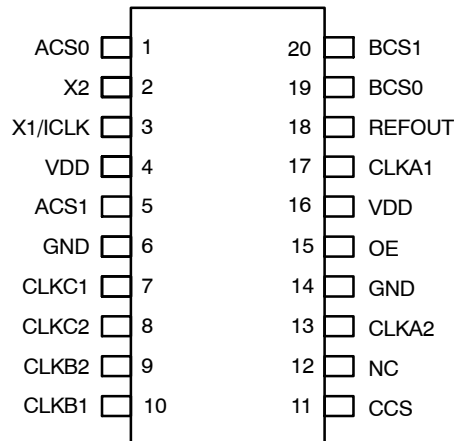 ACS0 1 20 BCS1
X2 2 19 BCS0
X1/ICLK 3 18 REFOUT
VDD 4 17 CLKA1
ACS1 5 16 VDD
GND 6 15 OE
CLKC1 7 14 GND
CLKC2 8 13 CLKA2
CLKB2 9 12 NC
CLKB1 10 11 CCS